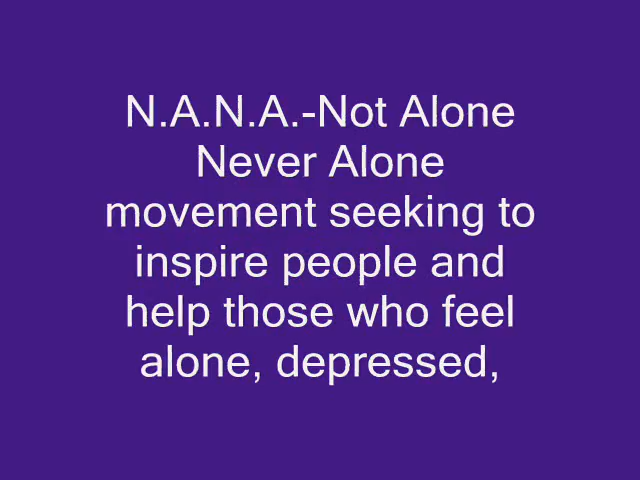 N.A.N.A.-Not Alone
Never Alone
movement seeking to
inspire people and
help those who feel
alone, depressed,